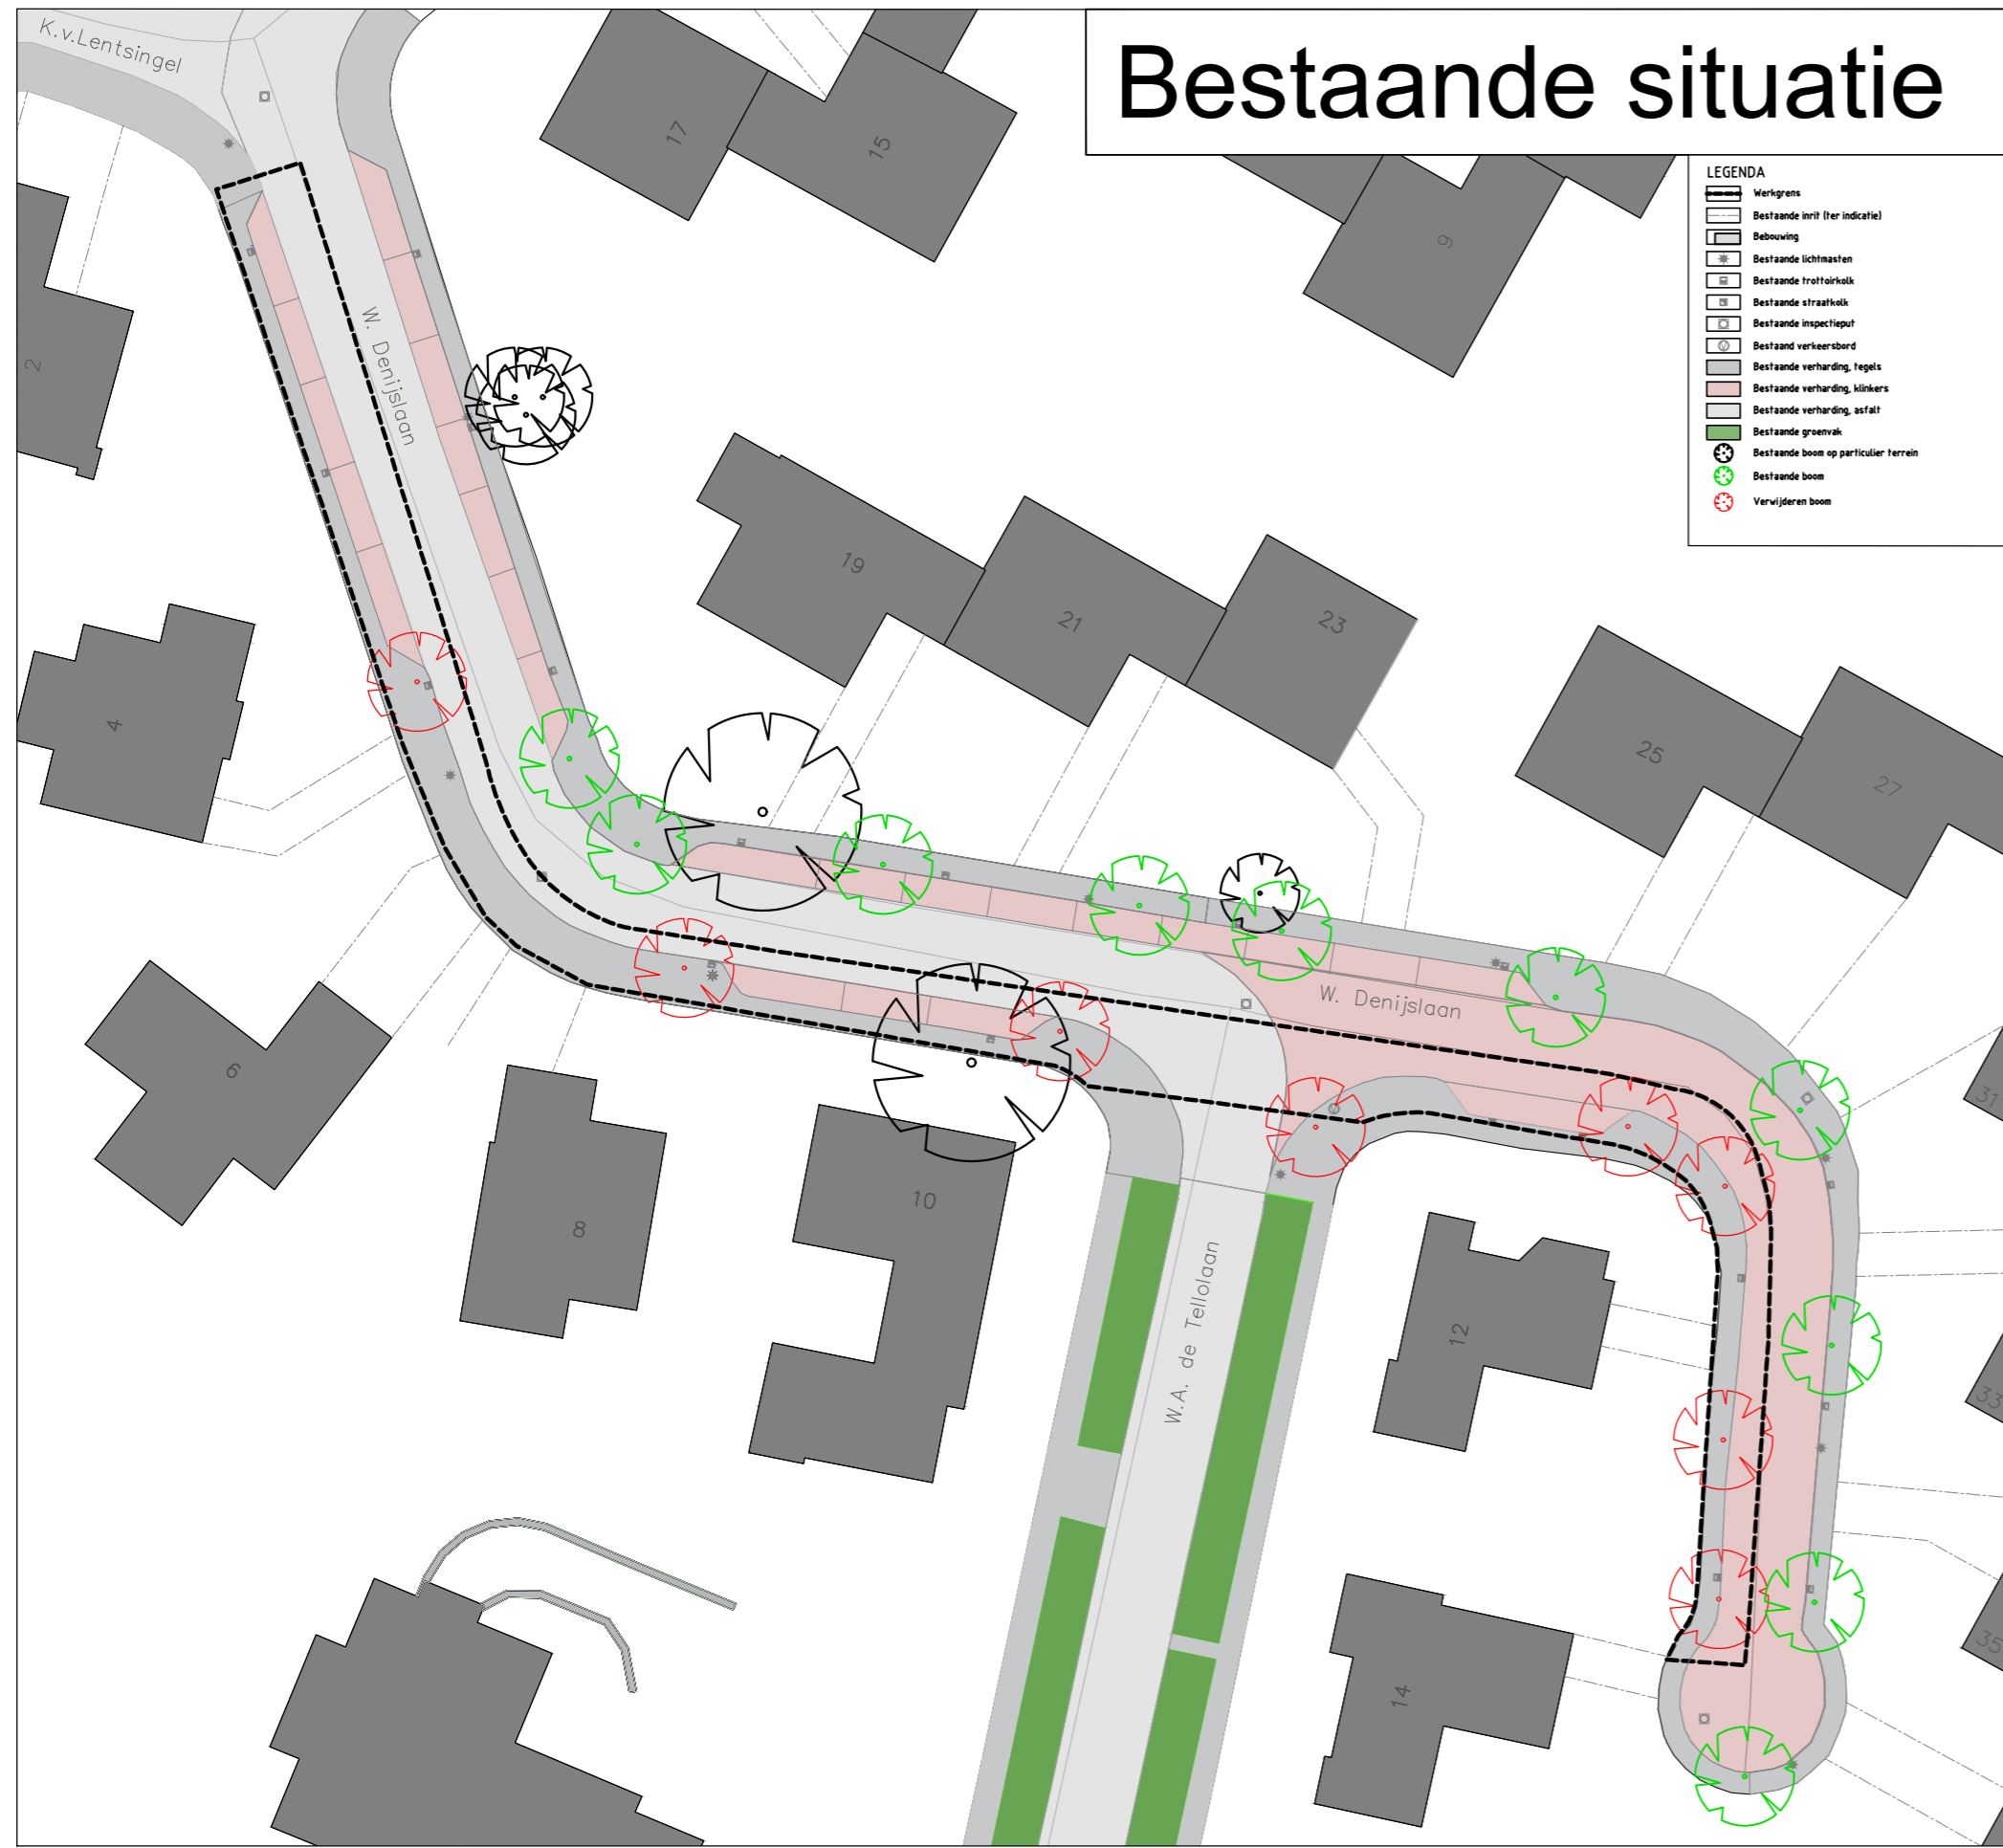 Bestaande situatie
K.v.Lentsingel
17
15
9
LEGENDA
Werkgrens
Bestaande inrit (ter indicatie)
Bebouwing
Bestaande lichtmasten
Bestaande trottoirkolk
Bestaande straatkolk
Bestaande inspectieput
Bestaand verkeersbord
Bestaande verharding, tegels
Bestaande verharding, klinkers
Bestaande verharding, asfalt
Bestaande groenvak
Bestaande boom op particulier terrein
Bestaande boom
Verwijderen boom
2
W. Denijslaan
19
21
23
4
25
27
W. Denijslaan
6
31
8
10
W.A. de Tellolaan
12
33
14
35